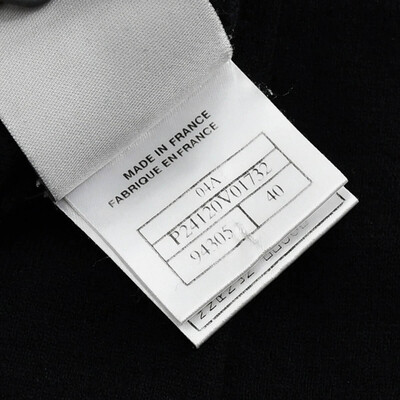 MADE IN FRANCE
FABRIQUE EN FRANCE
04A
P24120V01732
94305
40